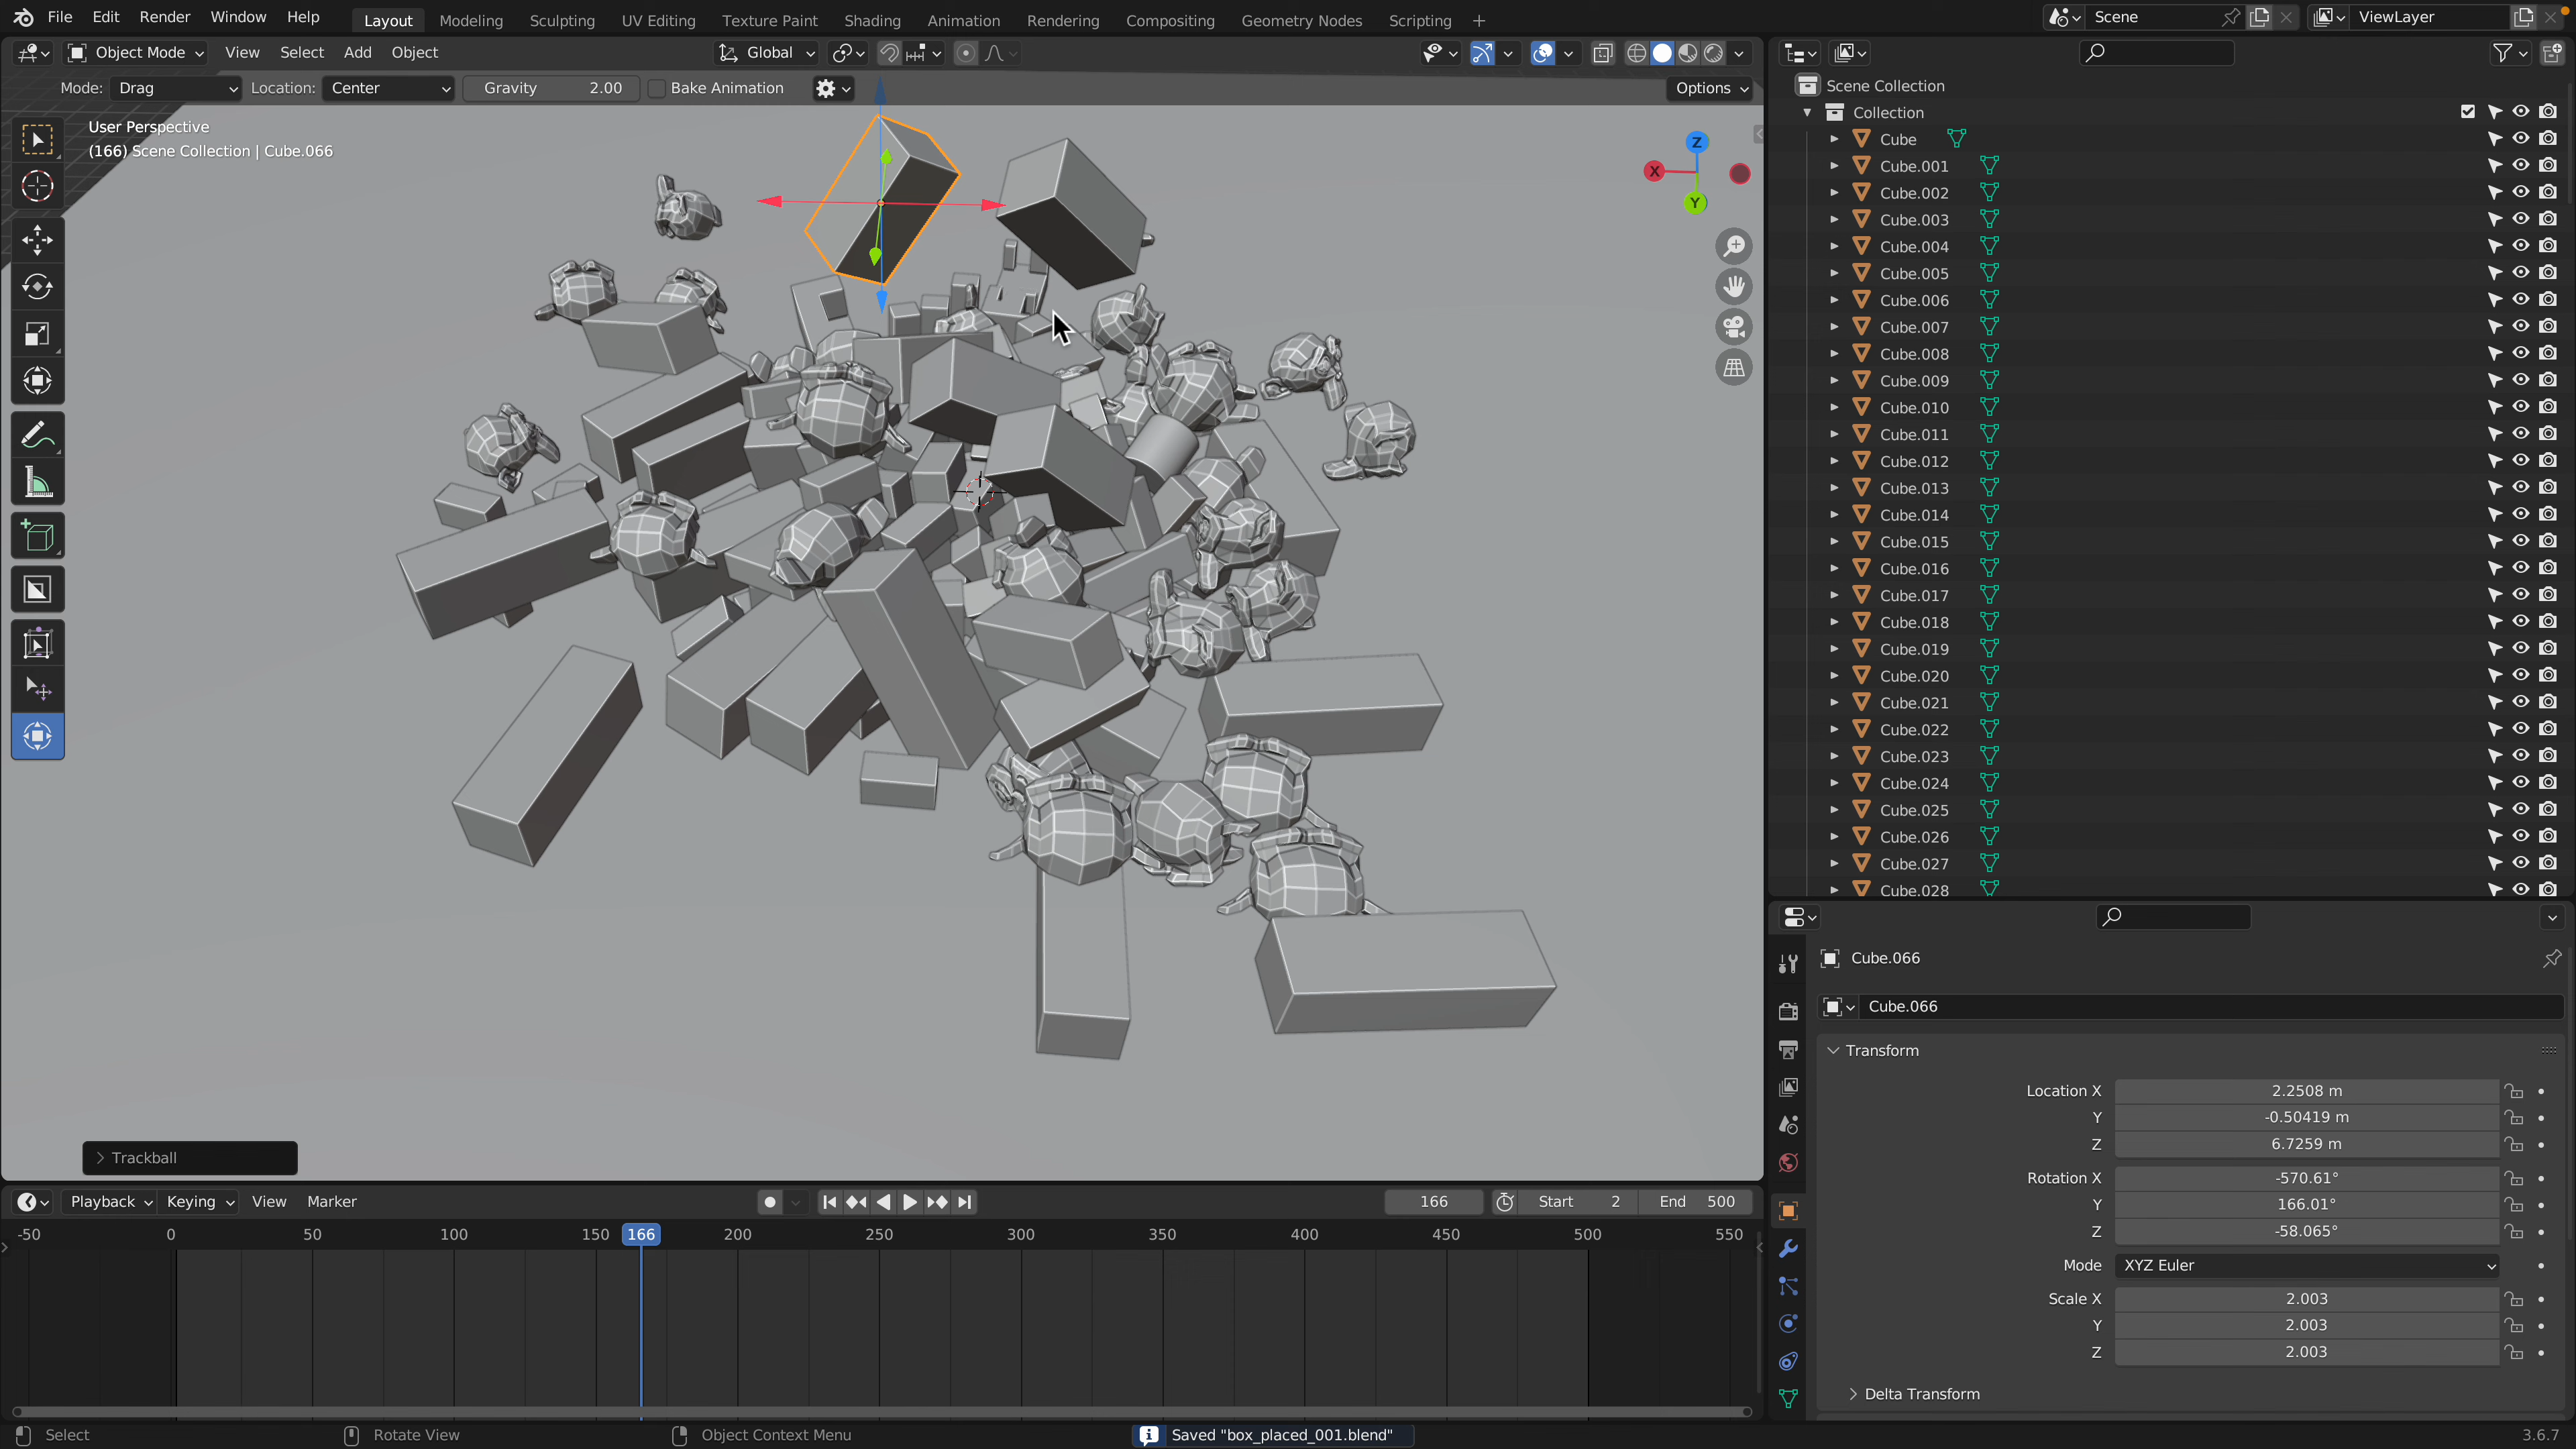 File Edit Render Window Help Layout Modeling Sculpting UV Editing Texture Paint Shading Animation Rendering Compositing Geometry Nodes Scripting + Scene ViewLayer
Object Mode View Select Add Object Global
Mode: Drag Location: Center Gravity 2.00 Bake Animation Options
User Perspective
(166) Scene Collection | Cube.066
Z
X
Y
Trackball
Scene Collection
Collection
Cube
Cube.001
Cube.002
Cube.003
Cube.004
Cube.005
Cube.006
Cube.007
Cube.008
Cube.009
Cube.010
Cube.011
Cube.012
Cube.013
Cube.014
Cube.015
Cube.016
Cube.017
Cube.018
Cube.019
Cube.020
Cube.021
Cube.022
Cube.023
Cube.024
Cube.025
Cube.026
Cube.027
Cube.028
Cube.066
Cube.066
Transform
Location X 2.2508 m
Y -0.50419 m
Z 6.7259 m
Rotation X -570.61°
Y 166.01°
Z -58.065°
Mode XYZ Euler
Scale X 2.003
Y 2.003
Z 2.003
Delta Transform
Playback Keying View Marker 166 Start 2 End 500
-50 0 50 100 150 166 200 250 300 350 400 450 500 550
Select Rotate View Object Context Menu Saved "box_placed_001.blend" 3.6.7